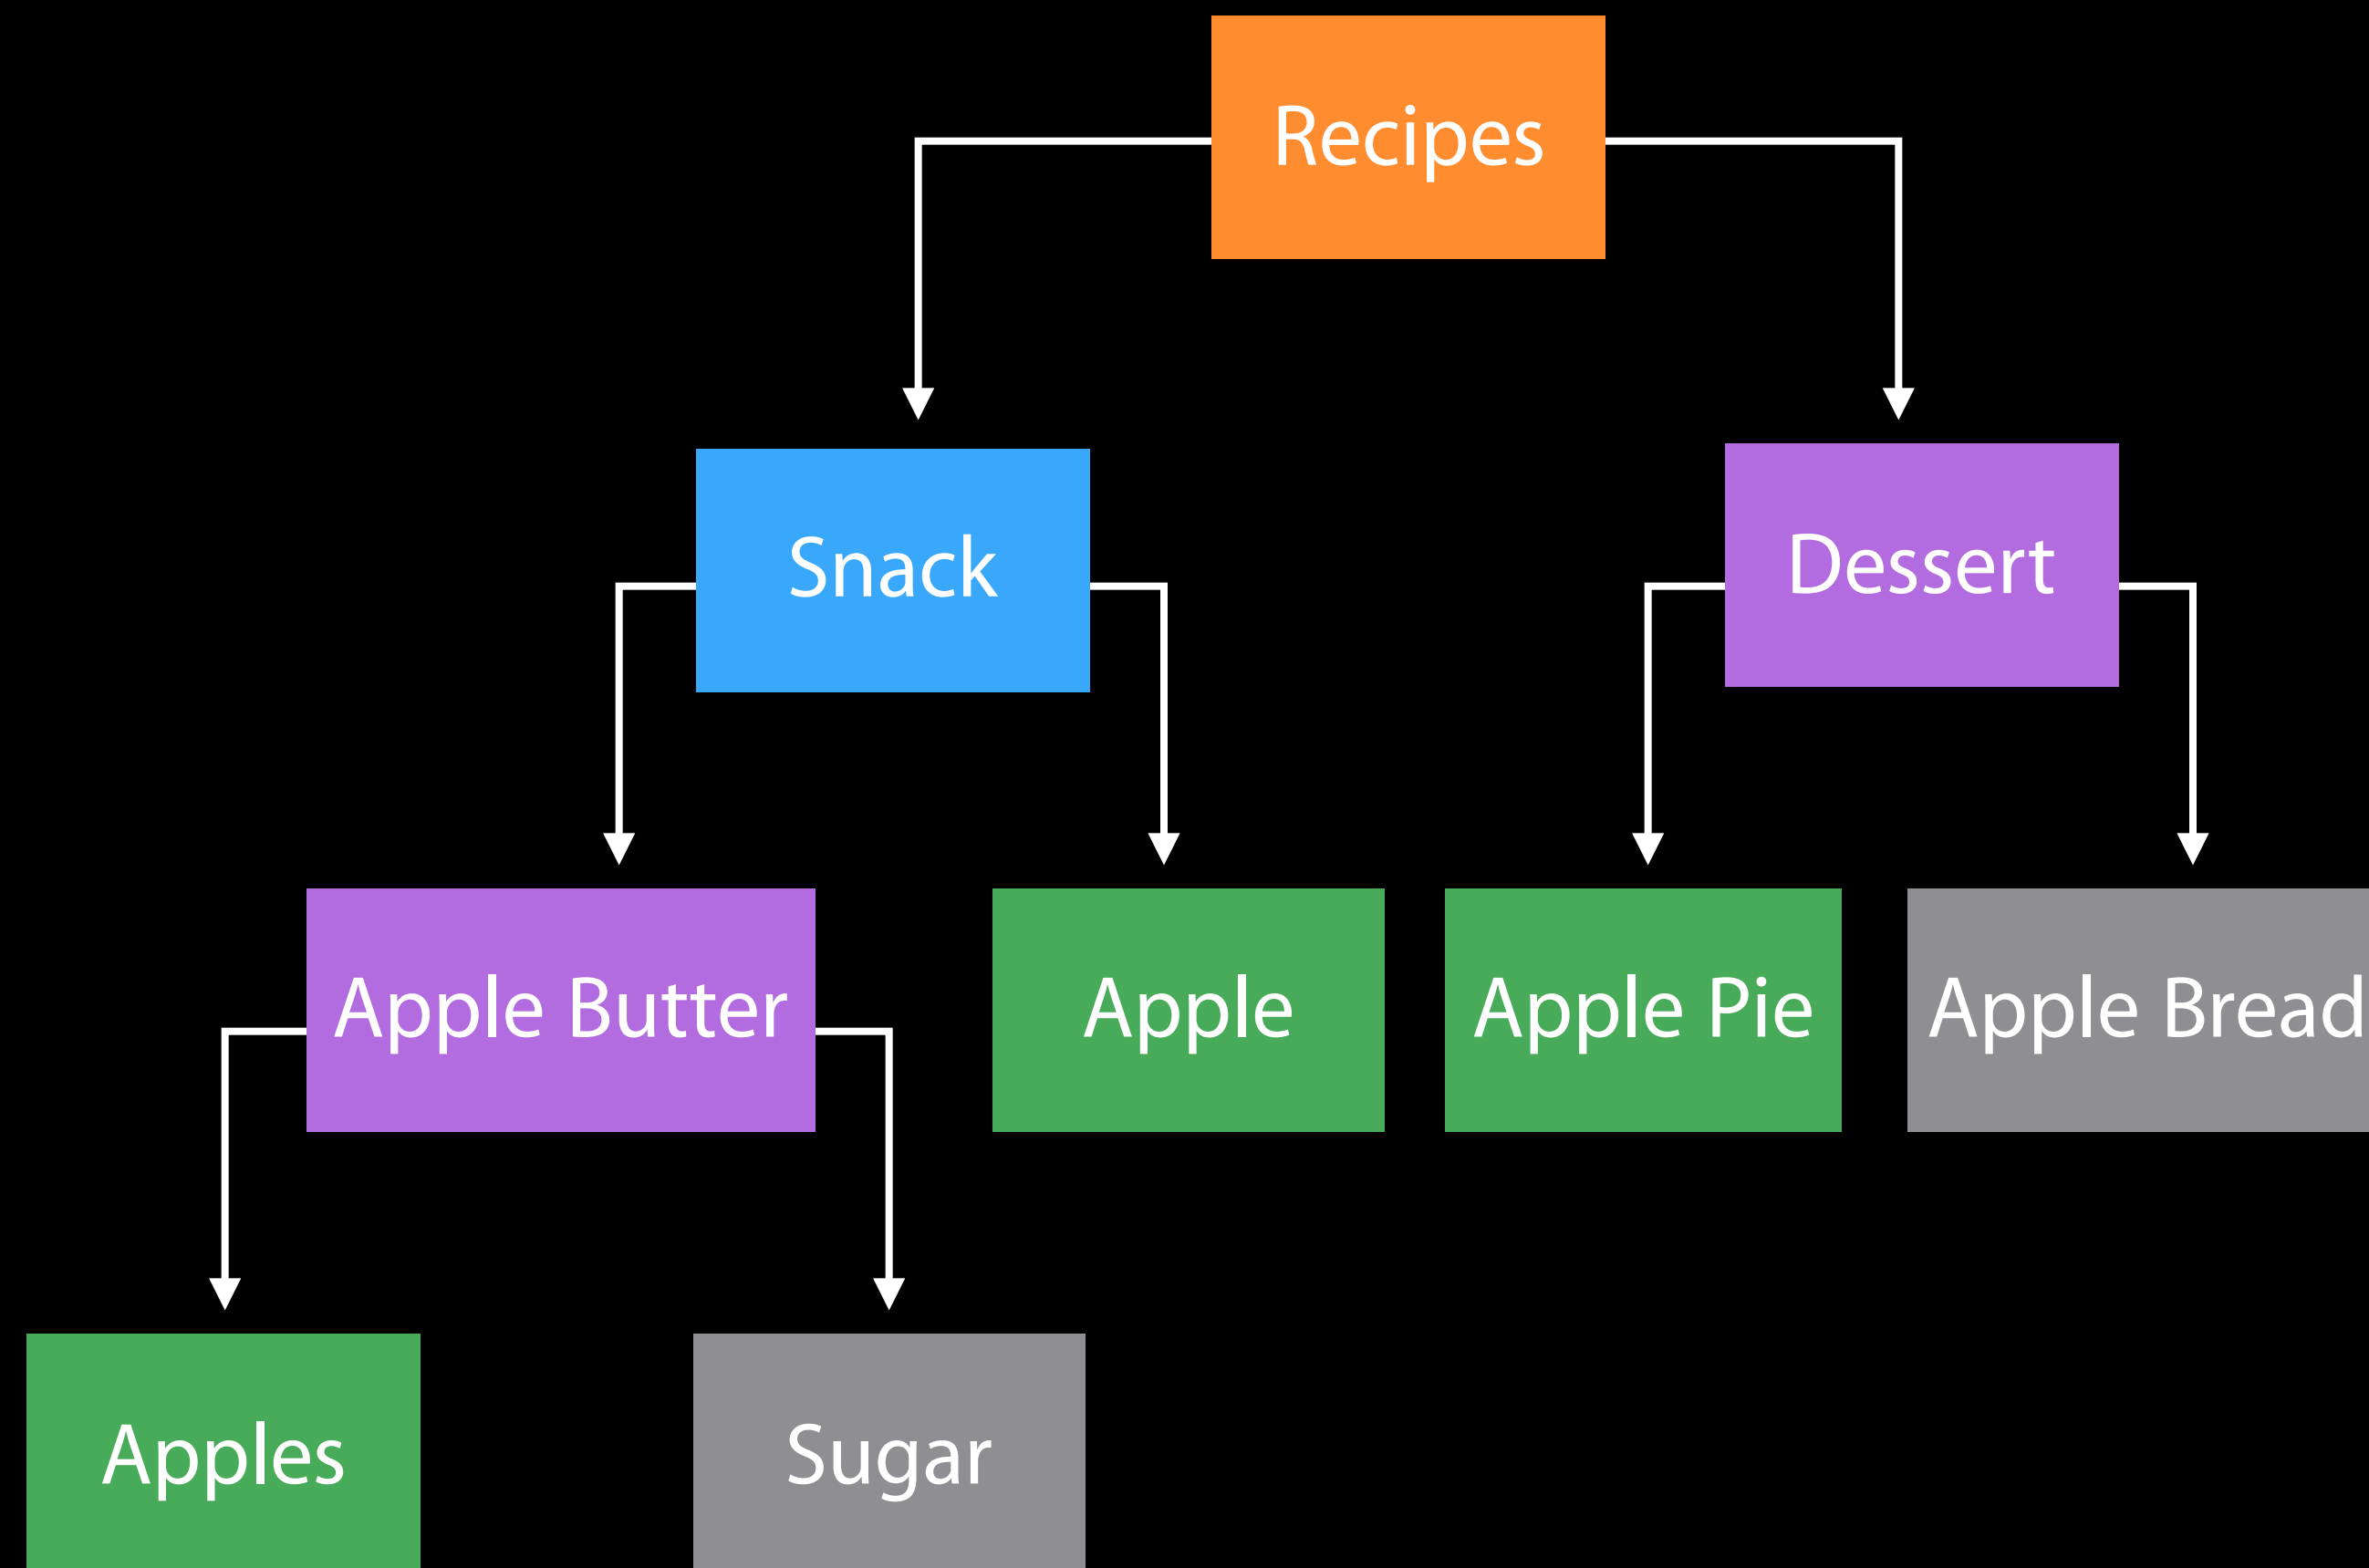 Recipes
Snack
Dessert
Apple Butter
Apple
Apple Pie
Apple Bread
Apples
Sugar